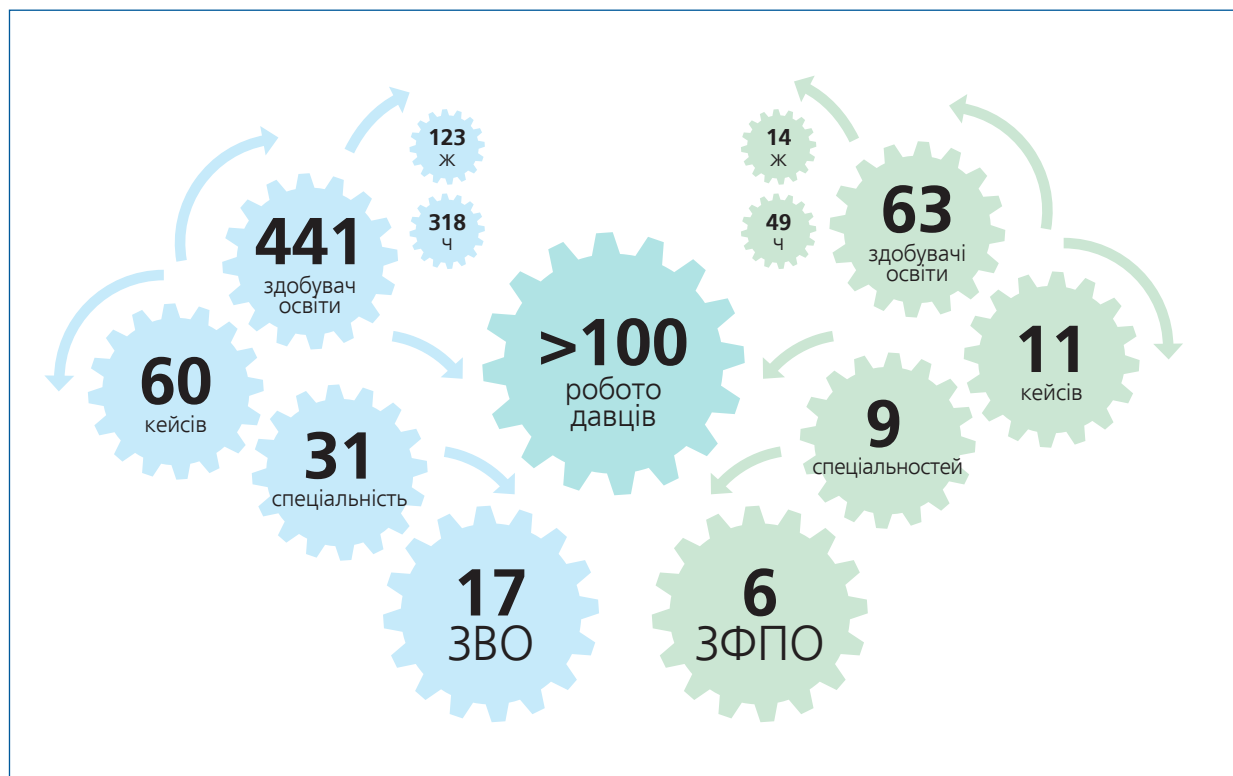 123
Ж
318
Ч
441
здобувач
освіти
60
кейсів
31
спеціальність
17
ЗВО
>100
робото
давців
14
Ж
49
Ч
63
здобувачі
освіти
11
кейсів
9
спеціальностей
6
ЗФПО